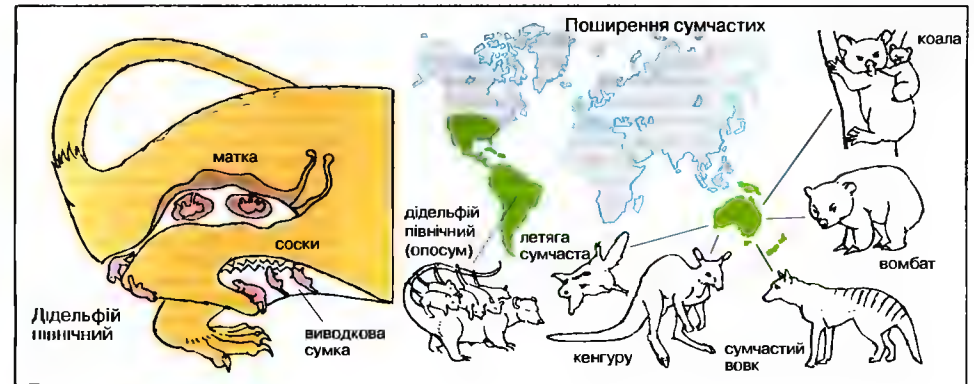 Поширення сумчастих
коала
матка
дідельфій
північний
(опосум)
летяга
сумчаста
соски
вомбат
Дідельфій
північний
виводкова
сумка
кенгуру
сумчастий
вовк